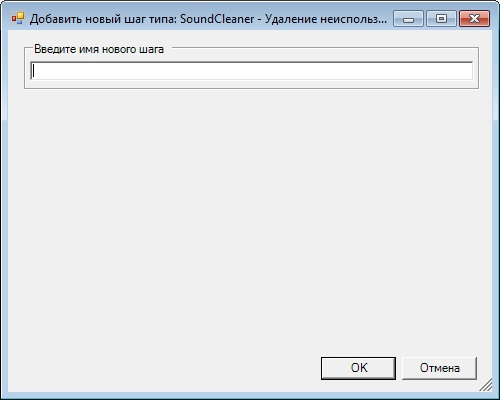 Добавить новый шаг типа: SoundCleaner - Удаление неиспольз...
Введите имя нового шага
OK
Отмена